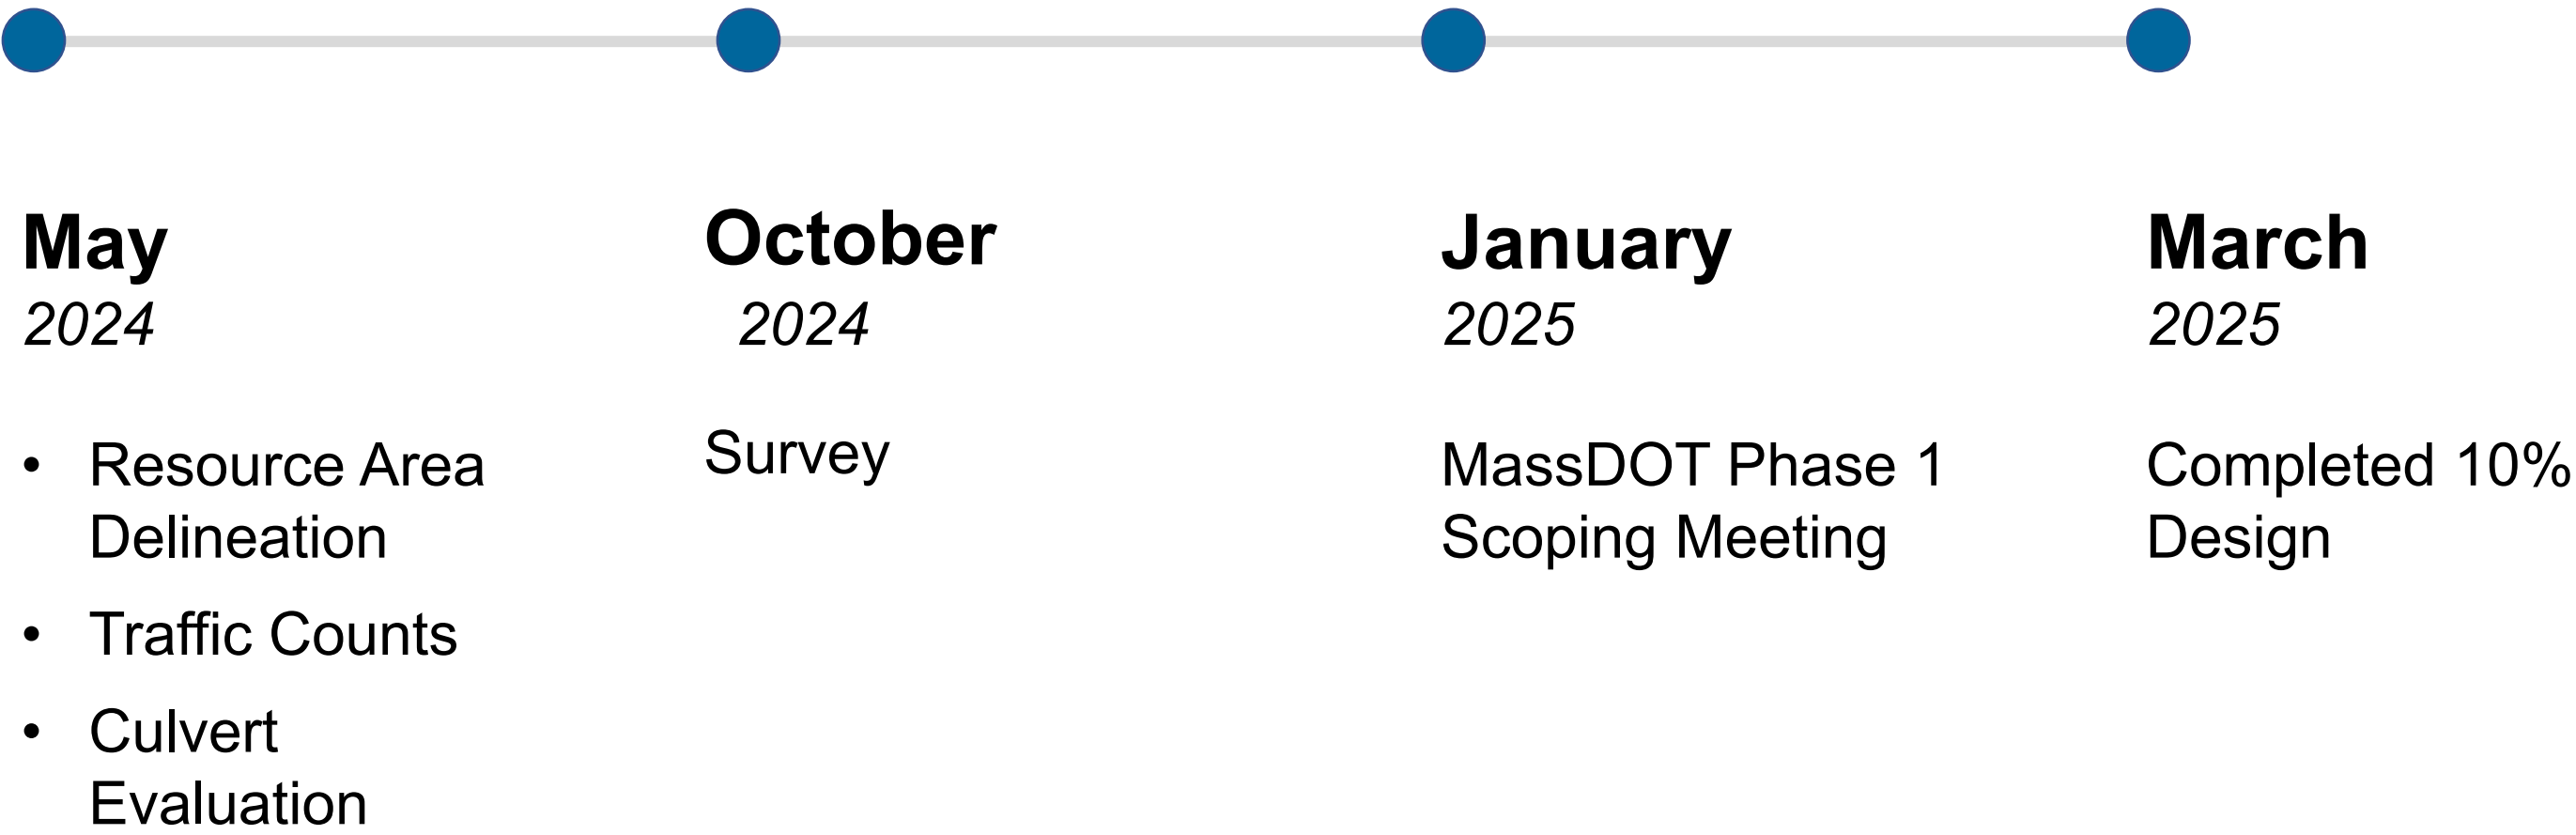 May
2024
• Resource Area
Delineation
• Traffic Counts
• Culvert
Evaluation
October
2024
Survey
January
2025
MassDOT Phase 1
Scoping Meeting
March
2025
Completed 10%
Design